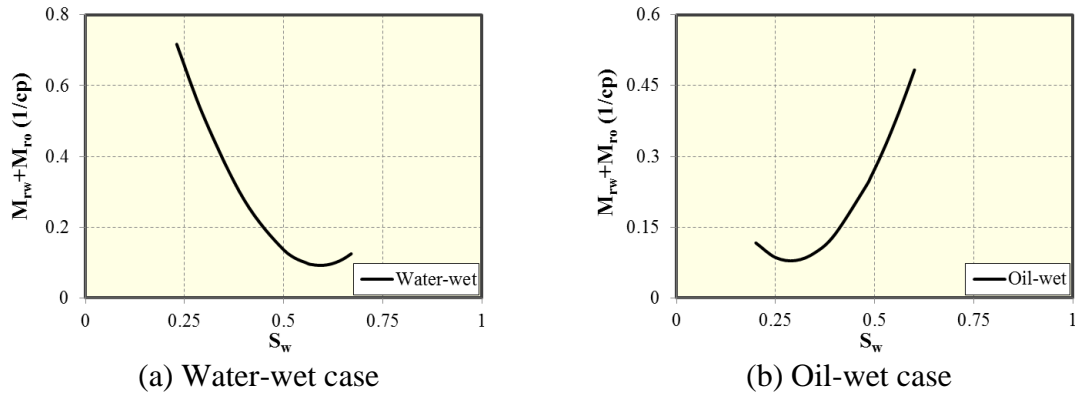 0.8
0.6
0.4
0.2
0
0 0.25 0.5 0.75 1
Mrw+Mro (1/cp)
Sw
Water-wet
(a) Water-wet case
0.6
0.45
0.3
0.15
0
0 0.25 0.5 0.75 1
Mrw+Mro (1/cp)
Sw
Oil-wet
(b) Oil-wet case